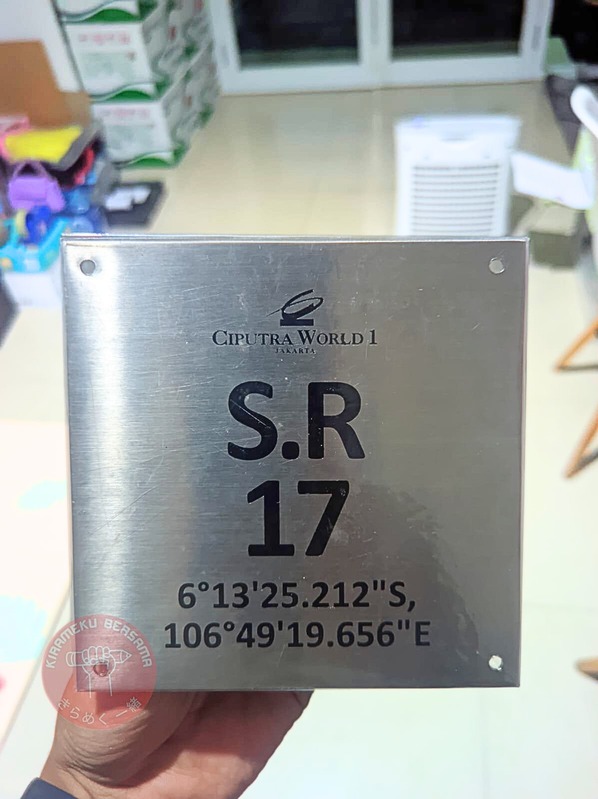 CIPUTRA WORLD 1
JAKARTA
S.R
17
6°13'25.212"S,
106°49'19.656"E
KIRAMEKU BERSAMA
きらめく一緒